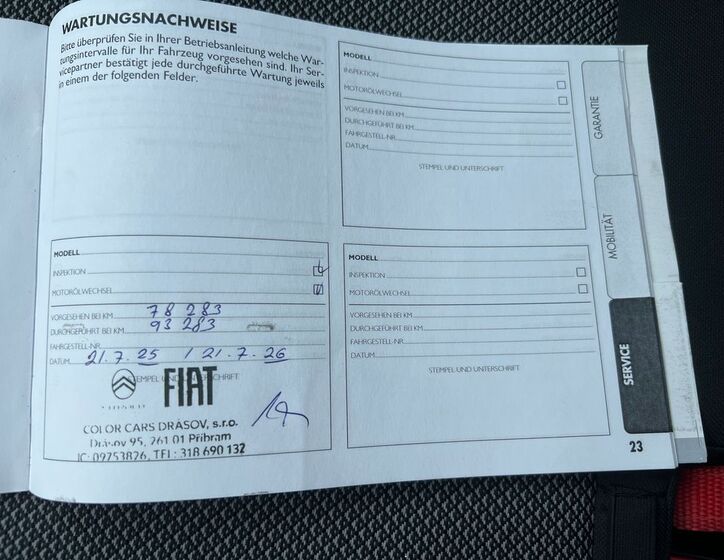 WARTUNGSNACHWEISE
Bitte überprüfen Sie in Ihrer Betriebsanleitung welche War-
tungsintervalle für Ihr Fahrzeug vorgesehen sind. Ihr Ser-
vicepartner bestätigt jede durchgeführte Wartung jeweils
in einem der folgenden Felder.
MODELL
INSPEKTION
MOTORÖLWECHSEL
VORGESEHEN BEI KM
DURCHGEFÜHRT BEI KM
FAHRGESTELL-NR.
DATUM
STEMPEL UND UNTERSCHRIFT
MODELL
INSPEKTION
MOTORÖLWECHSEL
VORGESEHEN BEI KM 78 283
DURCHGEFÜHRT BEI KM 93 283
FAHRGESTELL-NR.
DATUM 21.7.25 / 21.7.26
STEMPEL UND UNTERSCHRIFT
FIAT
COLOR CARS DRÁSOV, s.r.o.
Drásov 95, 261 01 Příbram
IČ: 09753826, TEL: 318 690 132
MODELL
INSPEKTION
MOTORÖLWECHSEL
VORGESEHEN BEI KM
DURCHGEFÜHRT BEI KM
FAHRGESTELL-NR.
DATUM
STEMPEL UND UNTERSCHRIFT
GARANTIE
MOBILITÄT
SERVICE
23